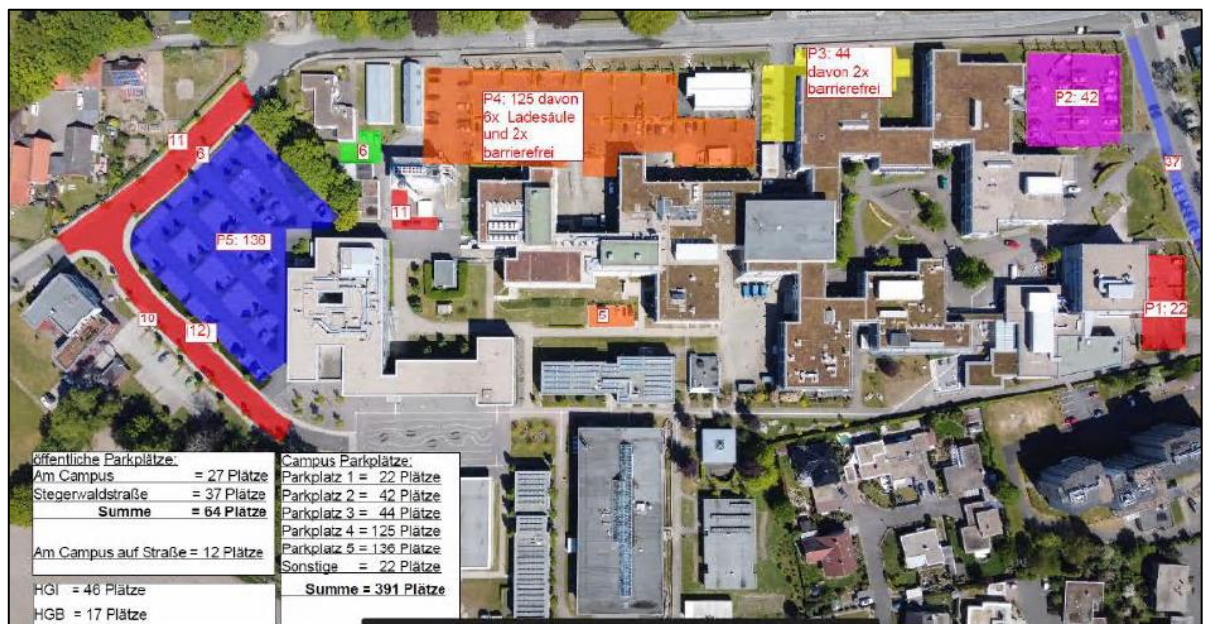 P3: 44
davon 2x
barrierefrei
P4: 125 davon
6x Ladesäule
und 2x
barrierefrei
P2: 42
11
6
6
37
11
P5: 136
P1: 22
5
10
12)
öffentliche Parkplätze:
Am Campus = 27 Plätze
Stegerwaldstraße = 37 Plätze
Summe = 64 Plätze
Am Campus auf Straße = 12 Plätze
HGI = 46 Plätze
HGB = 17 Plätze
Campus Parkplätze:
Parkplatz 1 = 22 Plätze
Parkplatz 2 = 42 Plätze
Parkplatz 3 = 44 Plätze
Parkplatz 4 = 125 Plätze
Parkplatz 5 = 136 Plätze
Sonstige = 22 Plätze
Summe = 391 Plätze